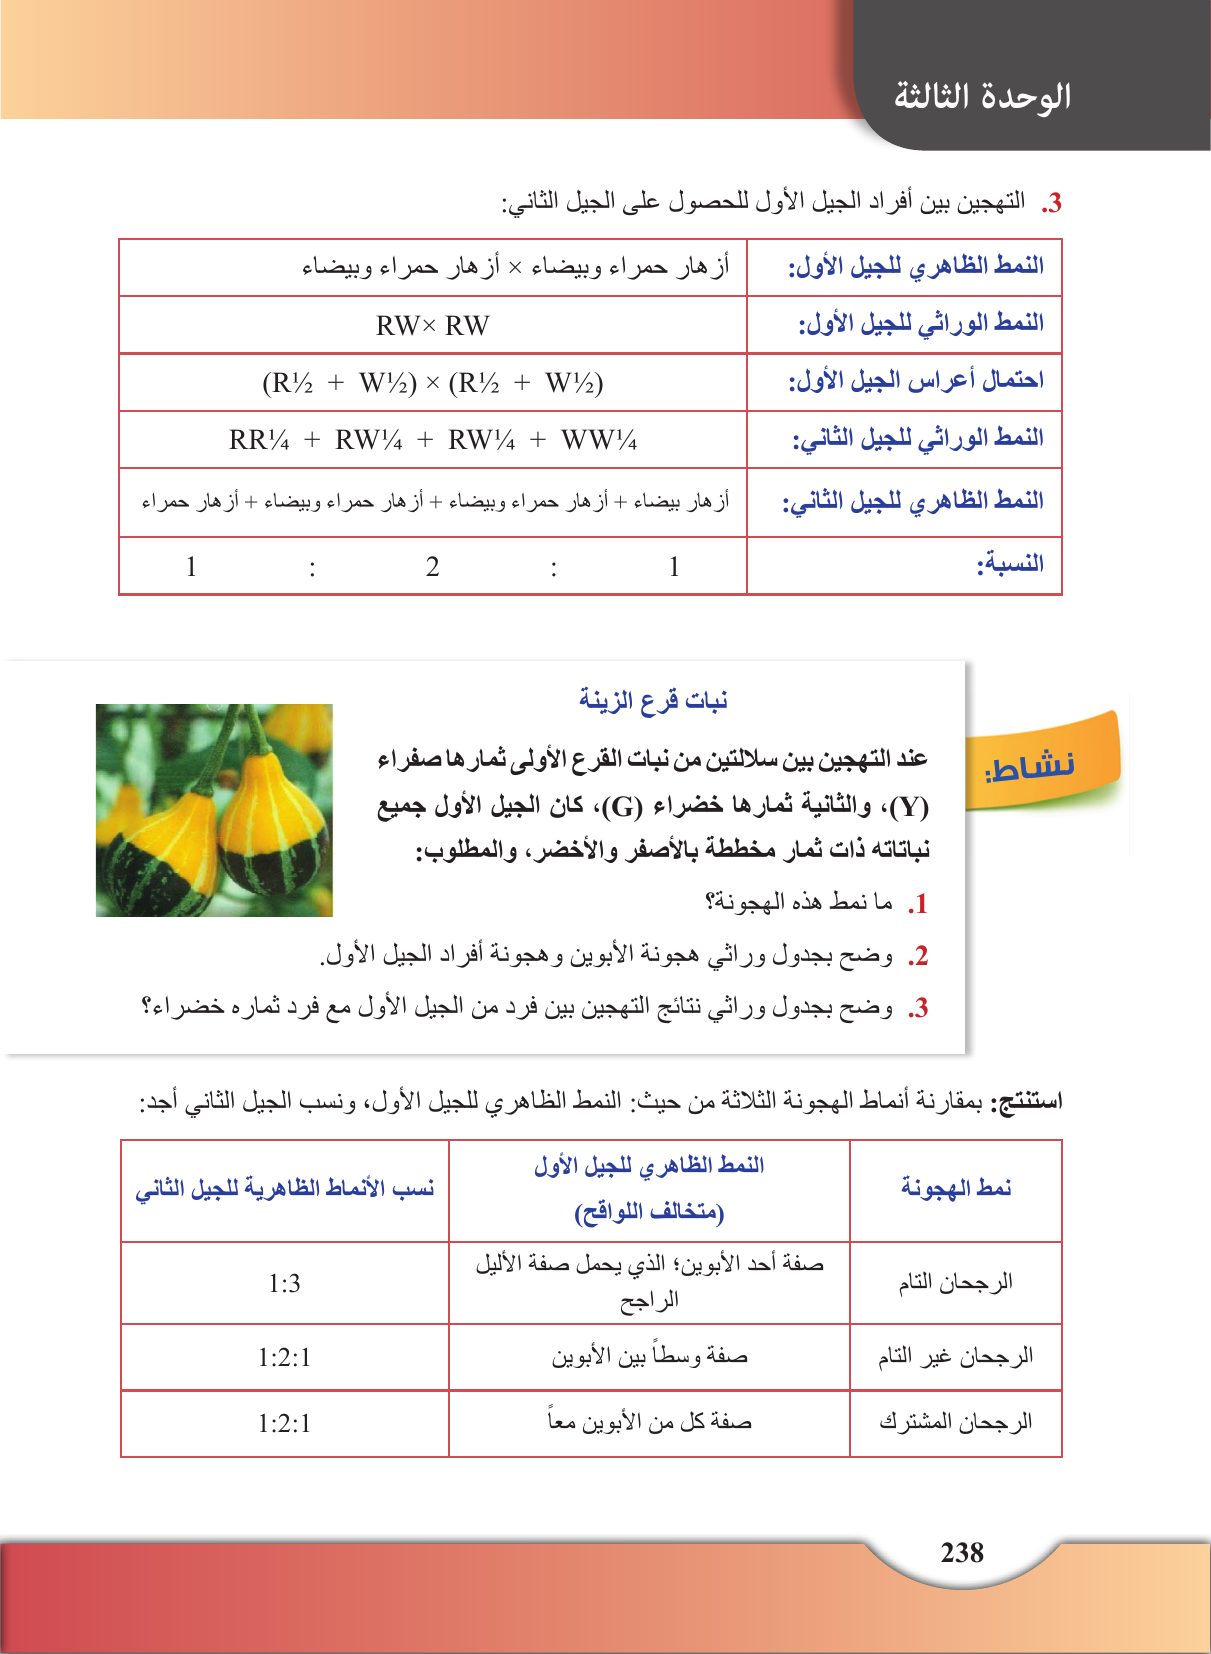 الوحدة الثالثة
3. التهجين بين أفراد الجيل الأول للحصول على الجيل الثاني:
النمط الظاهري للجيل الأول: أزهار حمراء وبيضاء × أزهار حمراء وبيضاء
النمط الوراثي للجيل الأول: RW× RW
احتمال أعراس الجيل الأول: (R½ + W½) × (R½ + W½)
النمط الوراثي للجيل الثاني: RR¼ + RW¼ + RW¼ + WW¼
النمط الظاهري للجيل الثاني: أزهار بيضاء + أزهار حمراء وبيضاء + أزهار حمراء وبيضاء + أزهار حمراء
النسبة: 1 : 2 : 1
نشاط:
نبات قرع الزينة
عند التهجين بين سلالتين من نبات القرع الأولى ثمارها صفراء
(Y)، والثانية ثمارها خضراء (G)، كان الجيل الأول جميع
نباتاته ذات ثمار مخططة بالأصفر والأخضر، والمطلوب:
1. ما نمط هذه الهجونة؟
2. وضح بجدول وراثي هجونة الأبوين وهجونة أفراد الجيل الأول.
3. وضح بجدول وراثي نتائج التهجين بين فرد من الجيل الأول مع فرد ثماره خضراء؟
استنتج: بمقارنة أنماط الهجونة الثلاثة من حيث: النمط الظاهري للجيل الأول، ونسب الجيل الثاني أجد:
نمط الهجونة
النمط الظاهري للجيل الأول
(متخالف اللواقح)
نسب الأنماط الظاهرية للجيل الثاني
الرجحان التام
صفة أحد الأبوين؛ الذي يحمل صفة الأليل
الراجح
1:3
الرجحان غير التام
صفة وسطاً بين الأبوين
1:2:1
الرجحان المشترك
صفة كل من الأبوين معاً
1:2:1
238